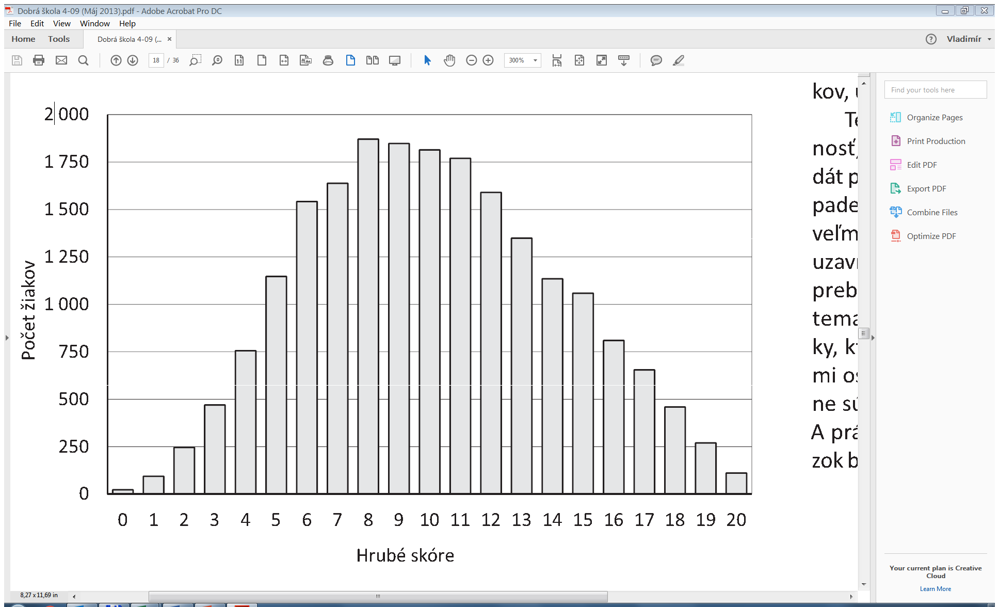 Dobrá škola 4-09 (Máj 2013).pdf - Adobe Acrobat Pro DC
File Edit View Window Help
Home Tools Dobrá škola 4-09 (... × ? Vladimír
18 / 36 300%
2 000
1 750
1 500
1 250
1 000
750
500
250
0
Počet žiakov
0 1 2 3 4 5 6 7 8 9 10 11 12 13 14 15 16 17 18 19 20
Hrubé skóre
kov,
Te
nosť,
dát p
pade
veľm
uzavr
preb
tema
ky, k
mi os
ne sú
A prá
zok b
Find your tools here
Organize Pages
Print Production
Edit PDF
Export PDF
Combine Files
Optimize PDF
Your current plan is Creative
Cloud
Learn More
8,27 x 11,69 in